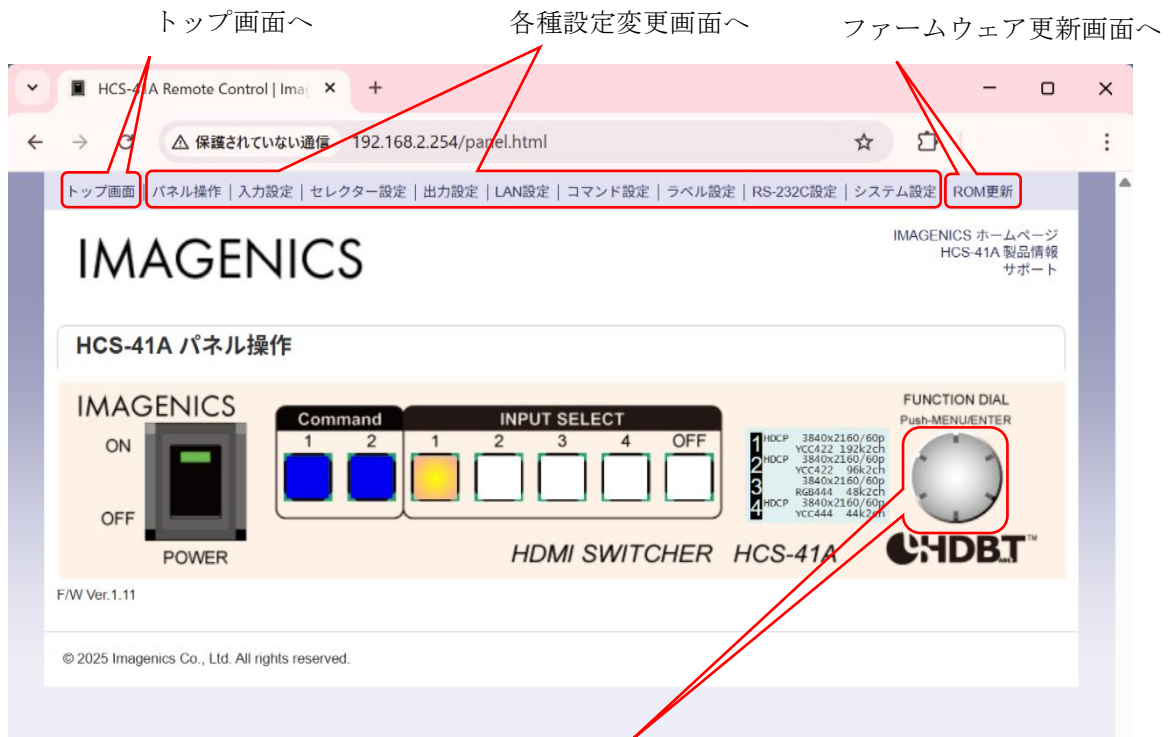 トップ画面へ 各種設定変更画面へ ファームウェア更新画面へ
HCS-41A Remote Control | Ima
保護されていない通信 192.168.2.254/panel.html
トップ画面 | パネル操作 | 入力設定 | セレクター設定 | 出力設定 | LAN設定 | コマンド設定 | ラベル設定 | RS-232C設定 | システム設定 ROM更新
IMAGENICS
IMAGENICS ホームページ
HCS-41A 製品情報
サポート
HCS-41A パネル操作
IMAGENICS
ON
OFF
POWER
Command
1 2
INPUT SELECT
1 2 3 4 OFF
1 HDCP 3840x2160/60p
YCC422 192k2ch
2 HDCP 3840x2160/60p
YCC422 96k2ch
3 3840x2160/60p
RGB444 48k2ch
4 HDCP 3840x2160/60p
YCC444 44k2ch
FUNCTION DIAL
Push-MENU/ENTER
HDMI SWITCHER HCS-41A
HDBT™
F/W Ver.1.11
© 2025 Imagenics Co., Ltd. All rights reserved.